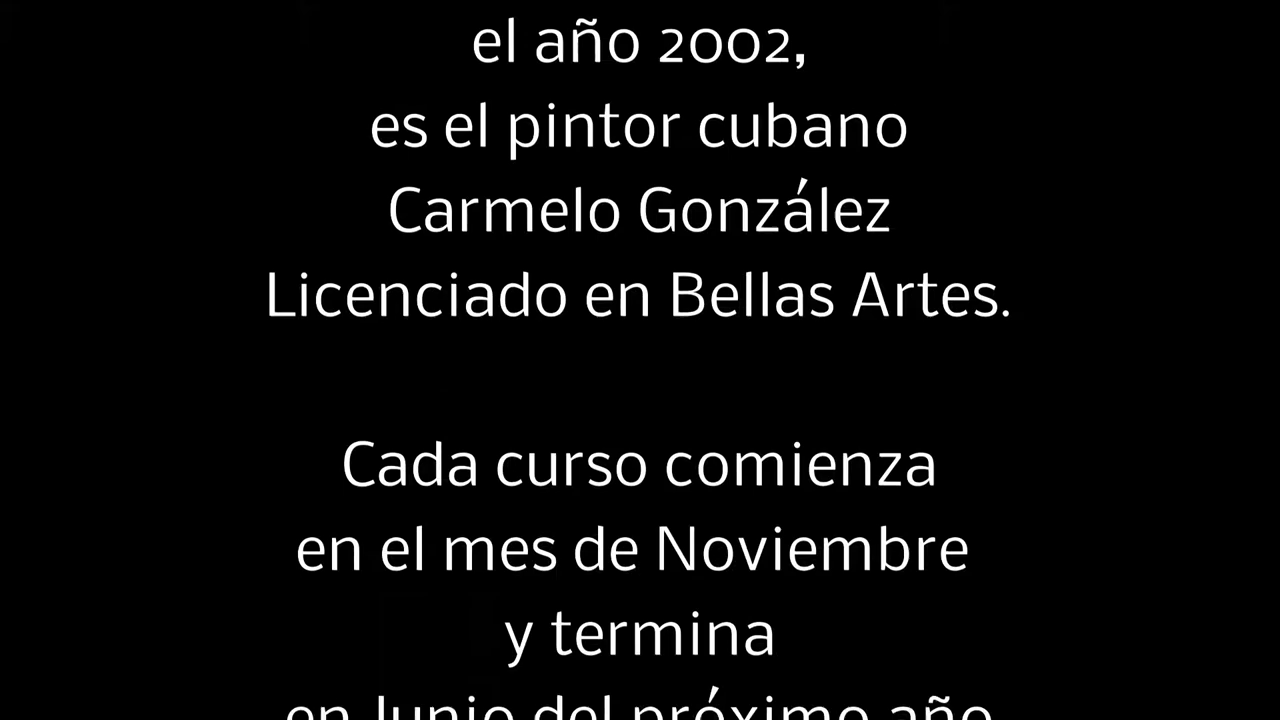 el año 2002,
es el pintor cubano
Carmelo González
Licenciado en Bellas Artes.
Cada curso comienza
en el mes de Noviembre
y termina
en Junio del próximo año